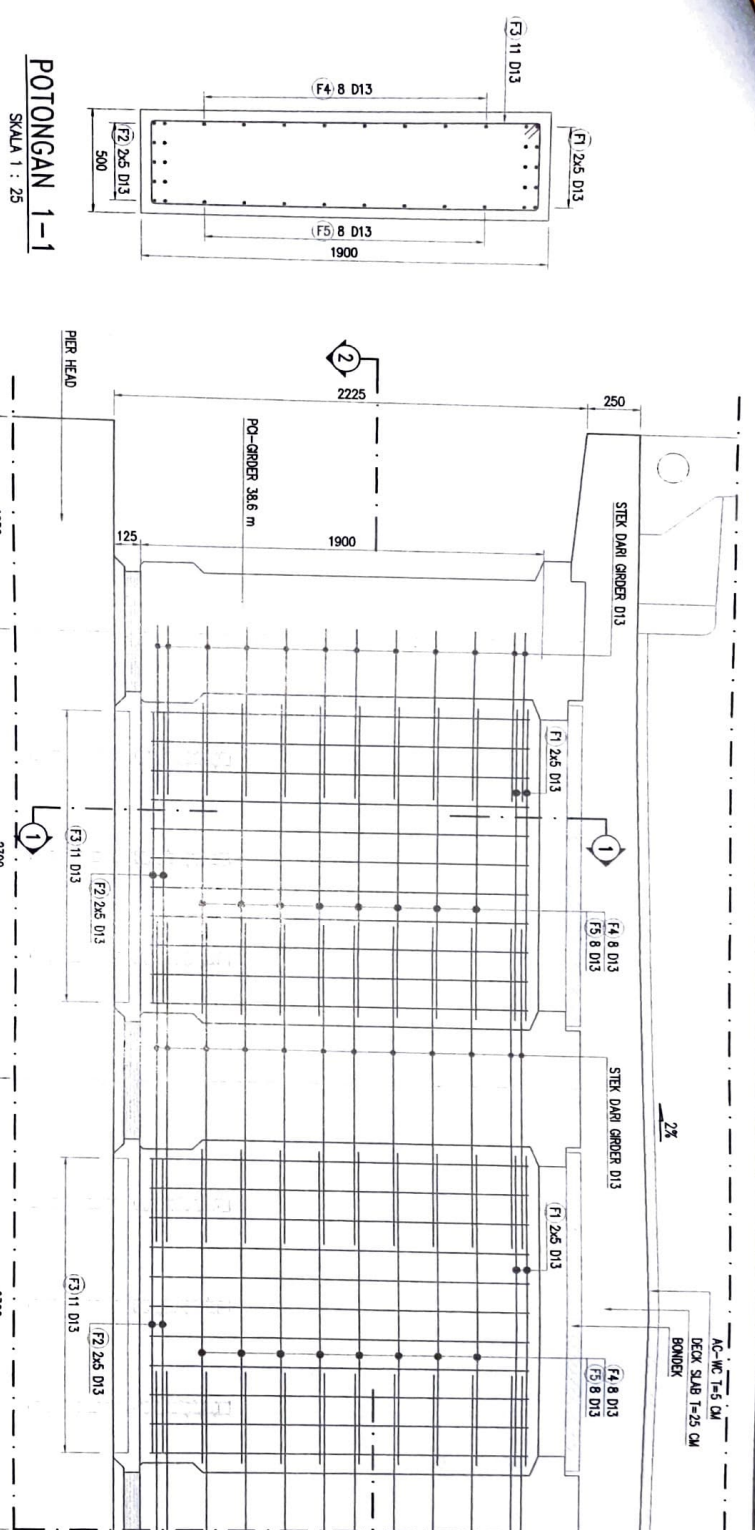 (F3) 11 D13
(F1) 2x5 D13
(F4) 8 D13
(F5) 8 D13
(F2) 2x5 D13
500
1900
POTONGAN 1-1
SKALA 1 : 25
250
2225
1900
125
2
PIER HEAD
PCI-GIRDER 38.6 m
STEK DARI GIRDER D13
(F1) 2x5 D13
1
1
(F4) 8 D13
(F5) 8 D13
(F3) 11 D13
(F2) 2x5 D13
STEK DARI GIRDER D13
2%
(F1) 2x5 D13
(F4) 8 D13
(F5) 8 D13
(F3) 11 D13
(F2) 2x5 D13
AC-WC T=5 CM
DECK SLAB T=25 CM
BONDEK